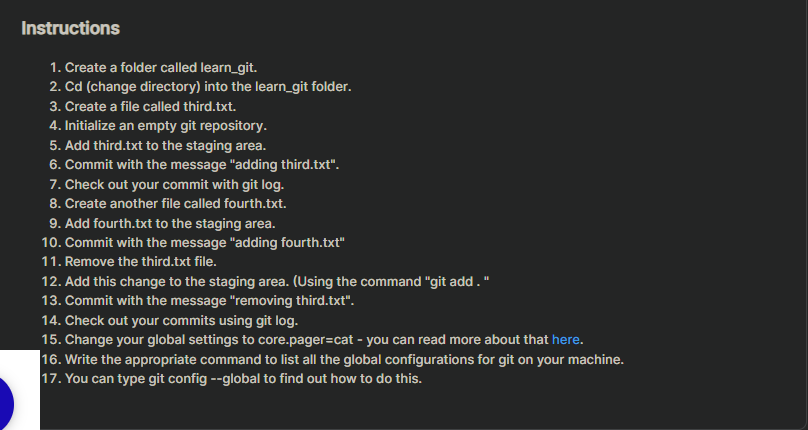 Instructions
1. Create a folder called learn_git.
2. Cd (change directory) into the learn_git folder.
3. Create a file called third.txt.
4. Initialize an empty git repository.
5. Add third.txt to the staging area.
6. Commit with the message "adding third.txt".
7. Check out your commit with git log.
8. Create another file called fourth.txt.
9. Add fourth.txt to the staging area.
10. Commit with the message "adding fourth.txt"
11. Remove the third.txt file.
12. Add this change to the staging area. (Using the command "git add . "
13. Commit with the message "removing third.txt".
14. Check out your commits using git log.
15. Change your global settings to core.pager=cat - you can read more about that here.
16. Write the appropriate command to list all the global configurations for git on your machine.
17. You can type git config --global to find out how to do this.